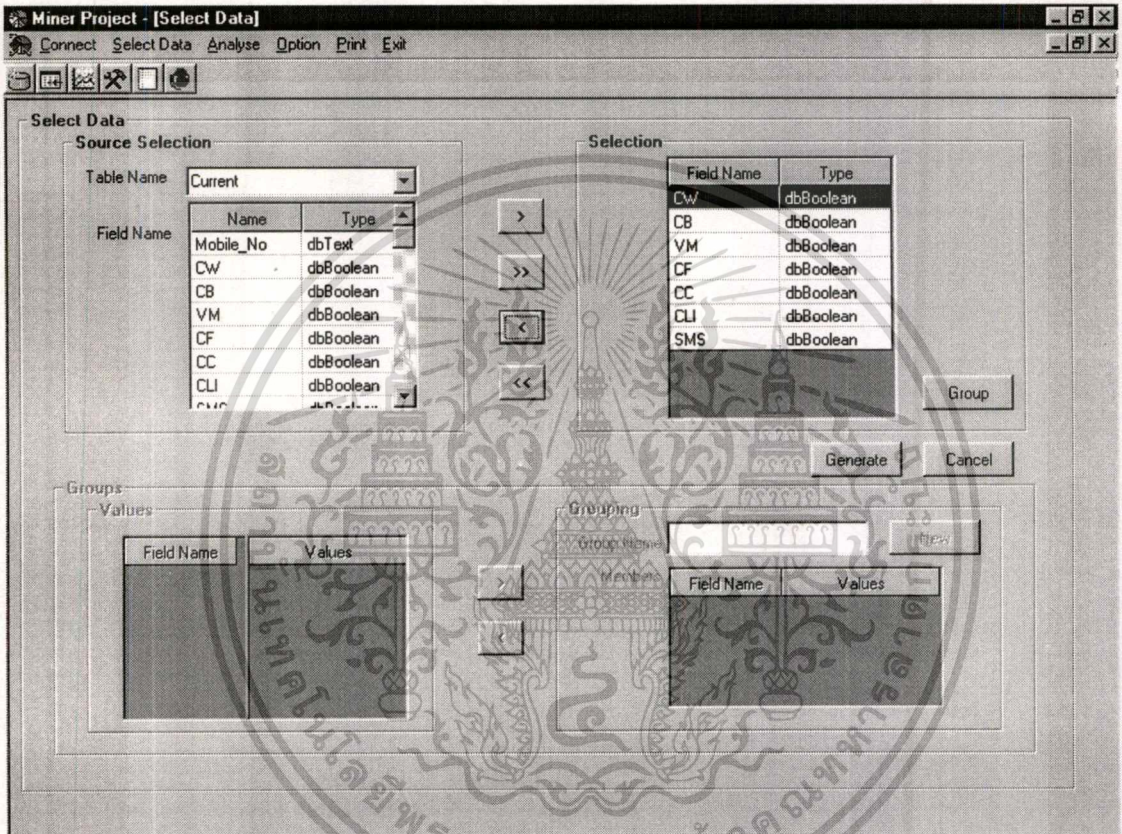 Miner Project - [Select Data]
Connect Select Data Analyse Option Print Exit
Select Data
Source Selection
Table Name Current
Field Name
Name Type
Mobile_No dbText
CW dbBoolean
CB dbBoolean
VM dbBoolean
CF dbBoolean
CC dbBoolean
CLI dbBoolean
SMS dbBoolean
>
>>
<
<<
Selection
Field Name Type
CW dbBoolean
CB dbBoolean
VM dbBoolean
CF dbBoolean
CC dbBoolean
CLI dbBoolean
SMS dbBoolean
Group
Generate Cancel
Groups
Values
Field Name Values
>
<
Grouping
Group Name New
Members
Field Name Values